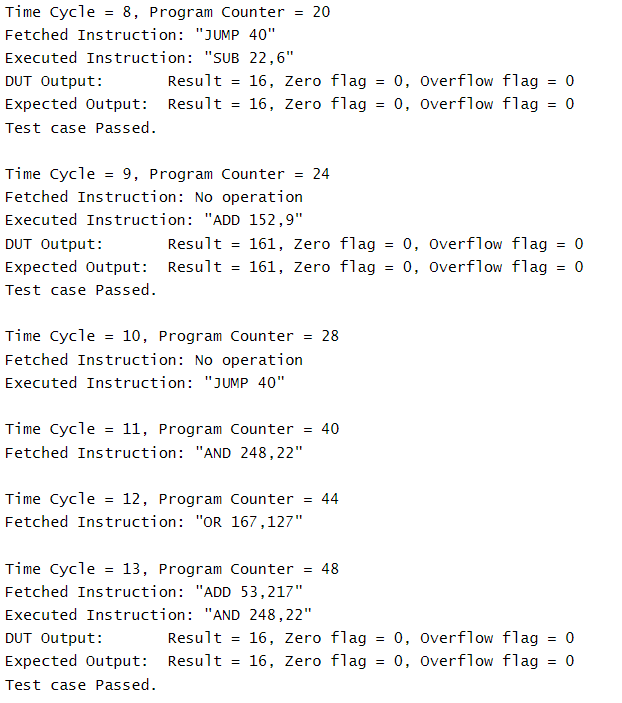 Time Cycle = 8, Program Counter = 20
Fetched Instruction: "JUMP 40"
Executed Instruction: "SUB 22,6"
DUT Output:       Result = 16, Zero flag = 0, Overflow flag = 0
Expected Output:  Result = 16, Zero flag = 0, Overflow flag = 0
Test case Passed.

Time Cycle = 9, Program Counter = 24
Fetched Instruction: No operation
Executed Instruction: "ADD 152,9"
DUT Output:       Result = 161, Zero flag = 0, Overflow flag = 0
Expected Output:  Result = 161, Zero flag = 0, Overflow flag = 0
Test case Passed.

Time Cycle = 10, Program Counter = 28
Fetched Instruction: No operation
Executed Instruction: "JUMP 40"

Time Cycle = 11, Program Counter = 40
Fetched Instruction: "AND 248,22"

Time Cycle = 12, Program Counter = 44
Fetched Instruction: "OR 167,127"

Time Cycle = 13, Program Counter = 48
Fetched Instruction: "ADD 53,217"
Executed Instruction: "AND 248,22"
DUT Output:       Result = 16, Zero flag = 0, Overflow flag = 0
Expected Output:  Result = 16, Zero flag = 0, Overflow flag = 0
Test case Passed.